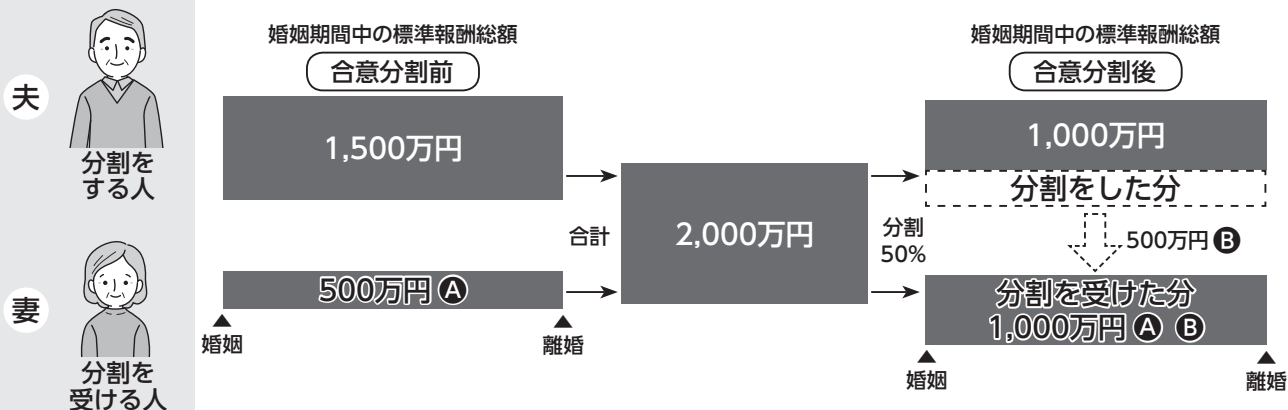 夫
分割を
する人
婚姻期間中の標準報酬総額
合意分割前
1,500万円
妻
分割を
受ける人
500万円 A
婚姻
離婚
合計
2,000万円
分割
50%
婚姻期間中の標準報酬総額
合意分割後
1,000万円
分割をした分
500万円 B
分割を受けた分
1,000万円 A B
婚姻
離婚